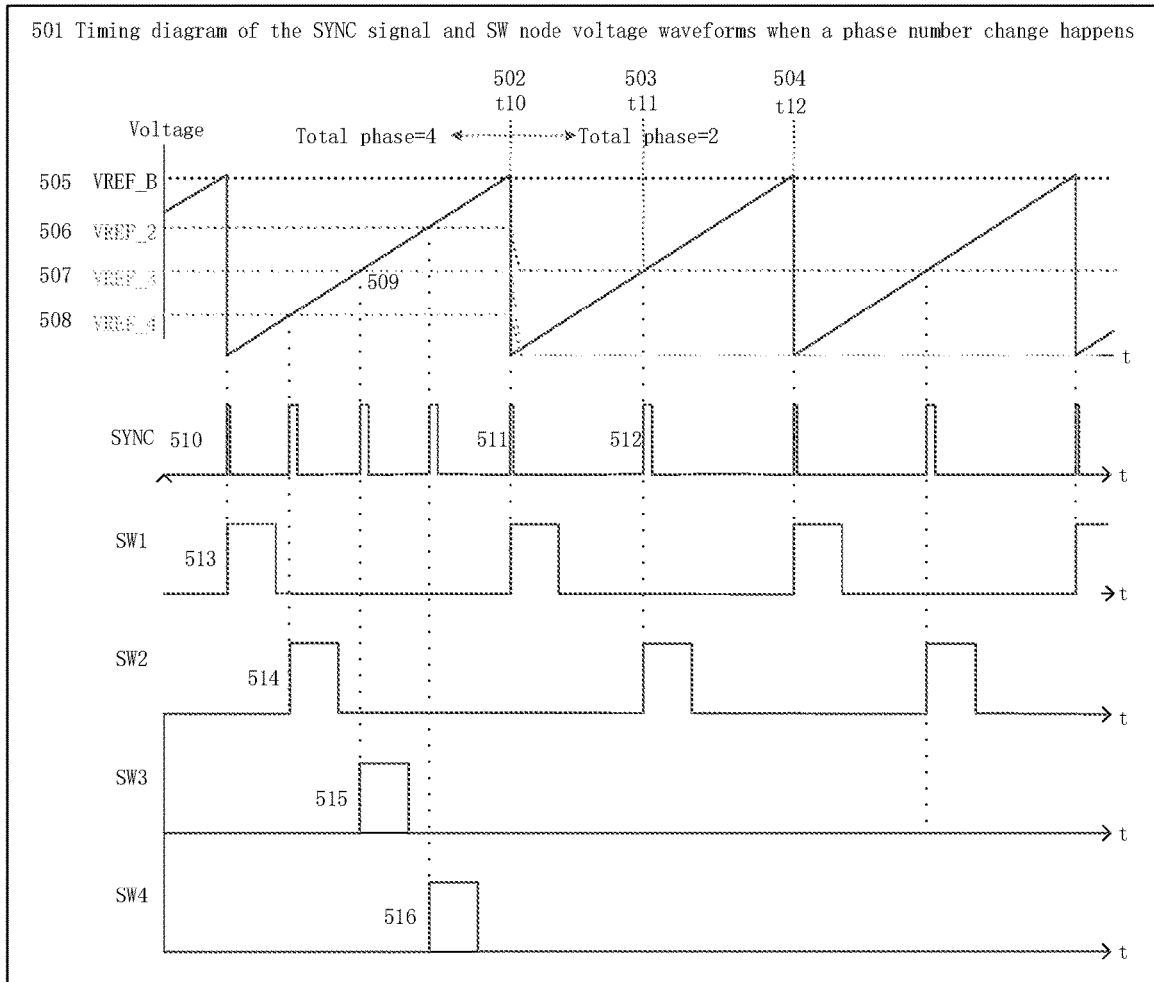 501 Timing diagram of the SYNC signal and SW node voltage waveforms when a phase number change happens
502 503 504
t10 t11 t12
Voltage Total phase=4 Total phase=2
505 VREF_B
506 VREF_2
507 VREF_3
509
508 VREF_4
t
SYNC 510 511 512
t
SW1
513
t
SW2
514
t
SW3
515
t
SW4
516
t